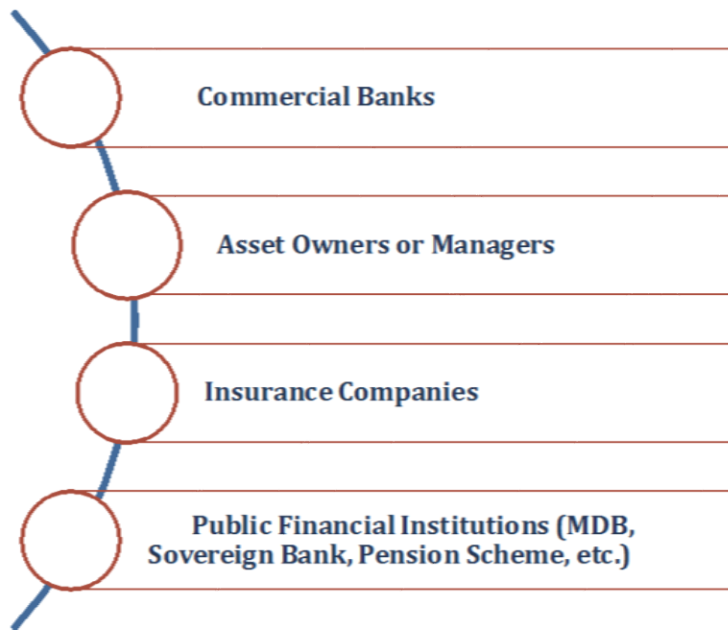 Commercial Banks
Asset Owners or Managers
Insurance Companies
Public Financial Institutions (MDB,
Sovereign Bank, Pension Scheme, etc.)